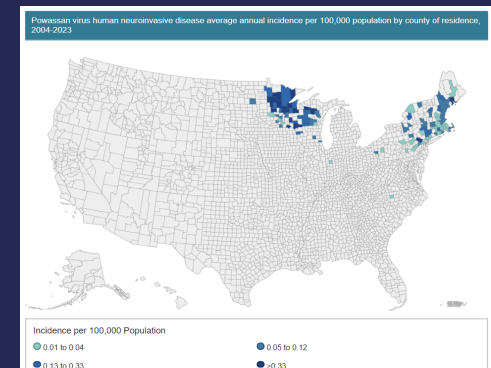 Powassan virus human neuroinvasive disease average annual incidence per 100,000 population by county of residence,
2004-2023
Incidence per 100,000 Population
0.01 to 0.04
0.05 to 0.12
0.13 to 0.33
>0.33